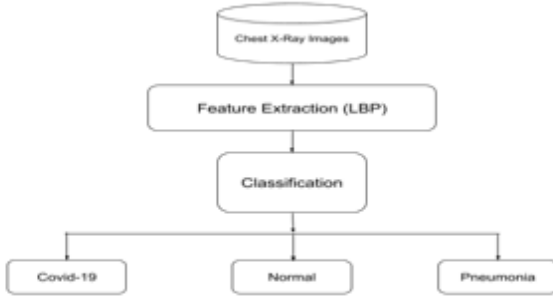 Chest X-Ray Images
Feature Extraction (LBP)
Classification
Covid-19
Normal
Pneumonia